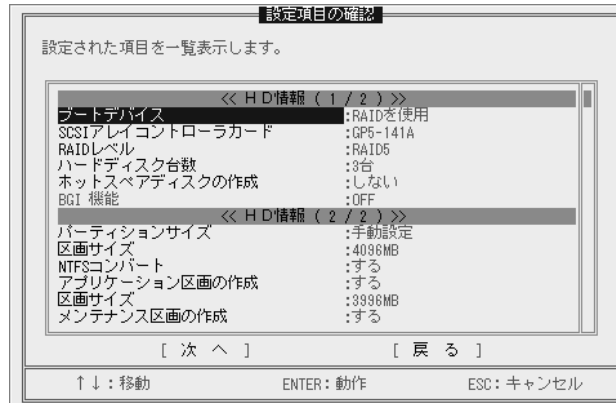 設定項目の確認
設定された項目を一覧表示します。
<< ＨＤ情報 ( 1 / 2 ) >>
ブートデバイス :RAIDを使用
SCSIアレイコントローラカード :GP5-141A
RAIDレベル :RAID5
ハードディスク台数 :3台
ホットスペアディスクの作成 :しない
BGI 機能 :OFF
<< ＨＤ情報 ( 2 / 2 ) >>
パーティションサイズ :手動設定
区画サイズ :4096MB
NTFSコンバート :する
アプリケーション区画の作成 :する
区画サイズ :3996MB
メンテナンス区画の作成 :する
[ 次 へ ] [ 戻 る ]
↑↓：移動 ENTER：動作 ESC：キャンセル